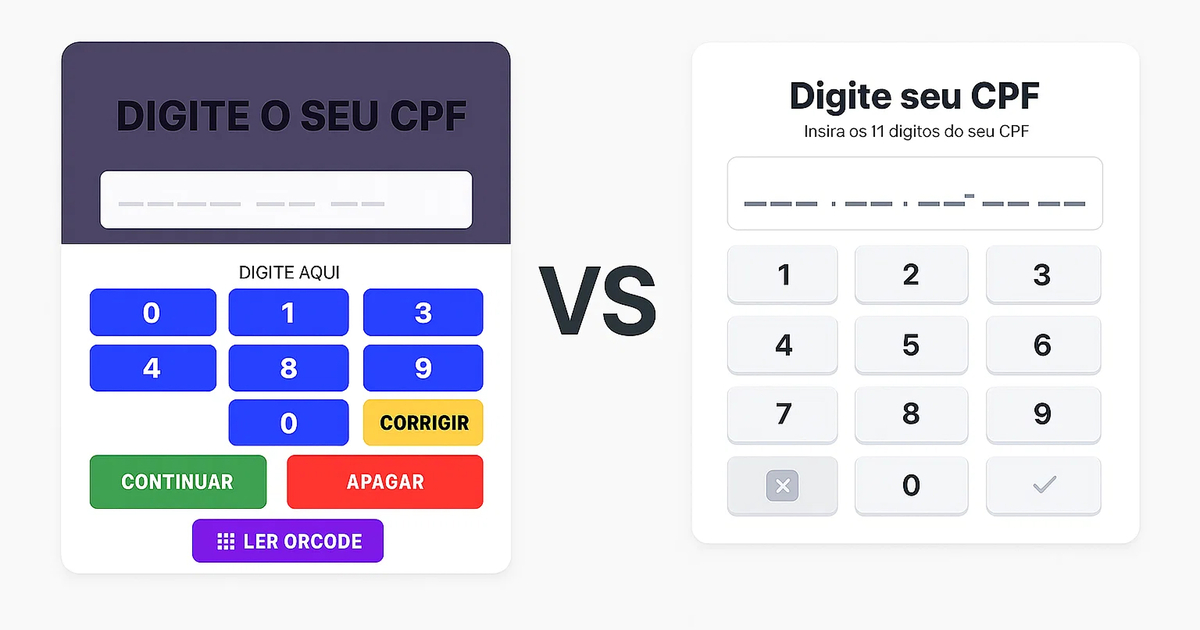 DIGITE O SEU CPF
DIGITE AQUI
0 1 3
4 8 9
0 CORRIGIR
CONTINUAR APAGAR
LER ORCODE
VS
Digite seu CPF
Insira os 11 digitos do seu CPF
1 2 3
4 5 6
7 8 9
0